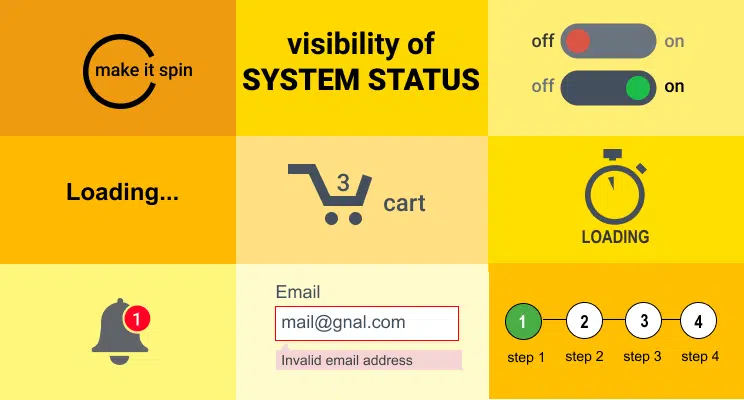 make it spin
visibility of
SYSTEM STATUS
off on
off on
Loading...
3
cart
LOADING
1
Email
mail@gnal.com
Invalid email address
1 2 3 4
step 1 step 2 step 3 step 4